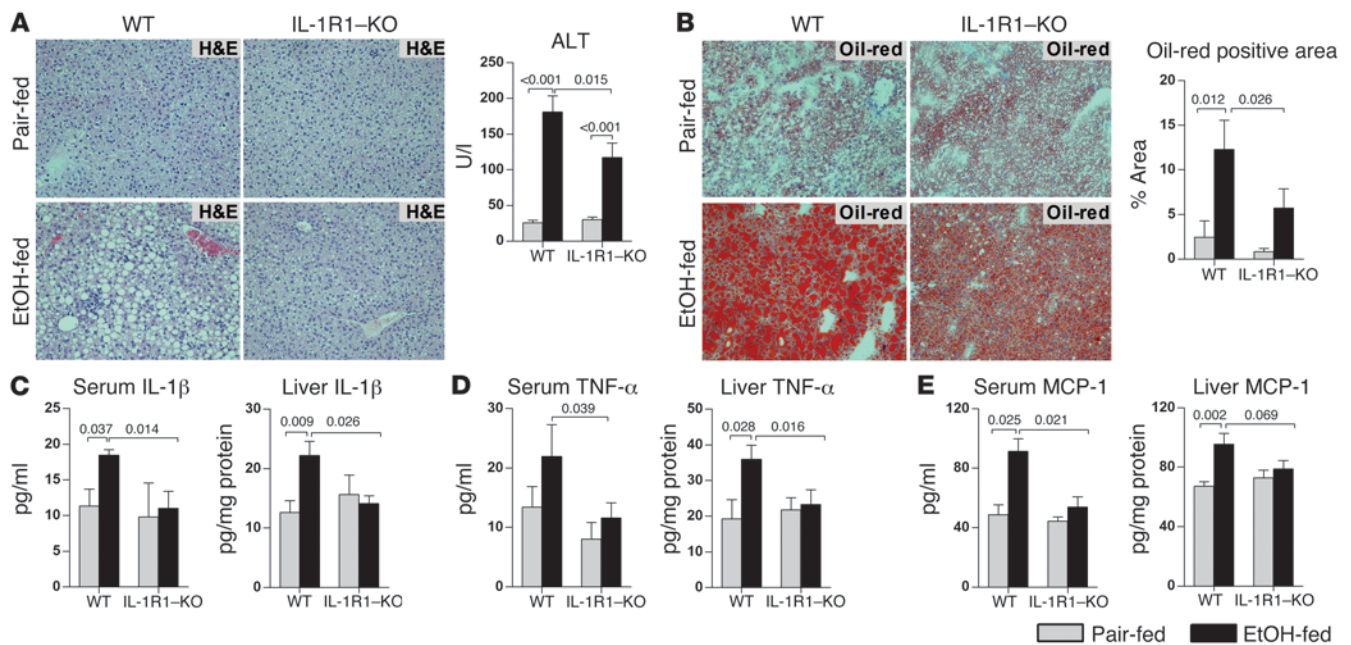 A
WT
IL-1R1–KO
Pair-fed
EtOH-fed
H&E
H&E
H&E
H&E
ALT
U/l
250
200
150
100
50
0
<0.001
0.015
<0.001
WT
IL-1R1–KO
B
WT
IL-1R1–KO
Pair-fed
EtOH-fed
Oil-red
Oil-red
Oil-red
Oil-red
Oil-red positive area
% Area
20
15
10
5
0
0.012
0.026
WT
IL-1R1–KO
C
Serum IL-1β
pg/ml
25
20
15
10
5
0
0.037
0.014
WT
IL-1R1–KO
Liver IL-1β
pg/mg protein
30
20
10
0
0.009
0.026
WT
IL-1R1–KO
D
Serum TNF-α
pg/ml
30
20
10
0
0.039
WT
IL-1R1–KO
Liver TNF-α
pg/mg protein
50
40
30
20
10
0
0.028
0.016
WT
IL-1R1–KO
E
Serum MCP-1
pg/ml
120
80
40
0
0.025
0.021
WT
IL-1R1–KO
Liver MCP-1
pg/mg protein
120
80
40
0
0.002
0.069
WT
IL-1R1–KO
Pair-fed
EtOH-fed